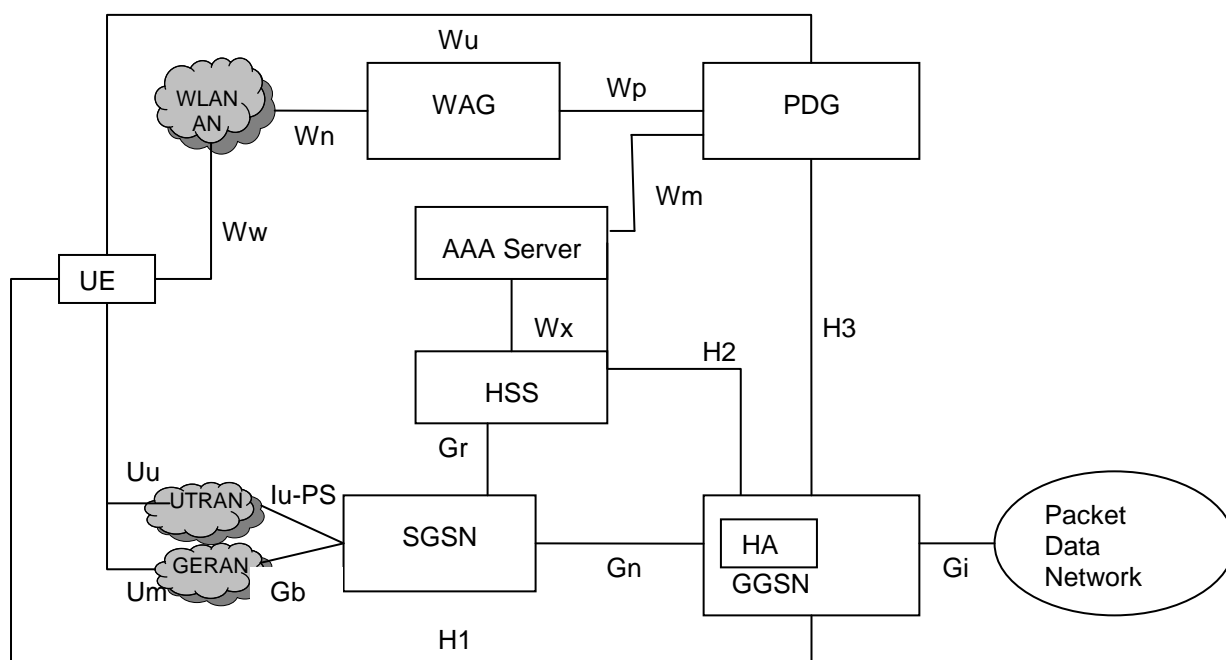 Wu
WLAN
AN
Wn
WAG
Wp
PDG
Wm
Ww
AAA Server
UE
Wx
H2
H3
HSS
Gr
Uu
UTRAN
Iu-PS
SGSN
HA
GGSN
Packet
Data
Network
GERAN
Um
Gb
Gn
Gi
H1